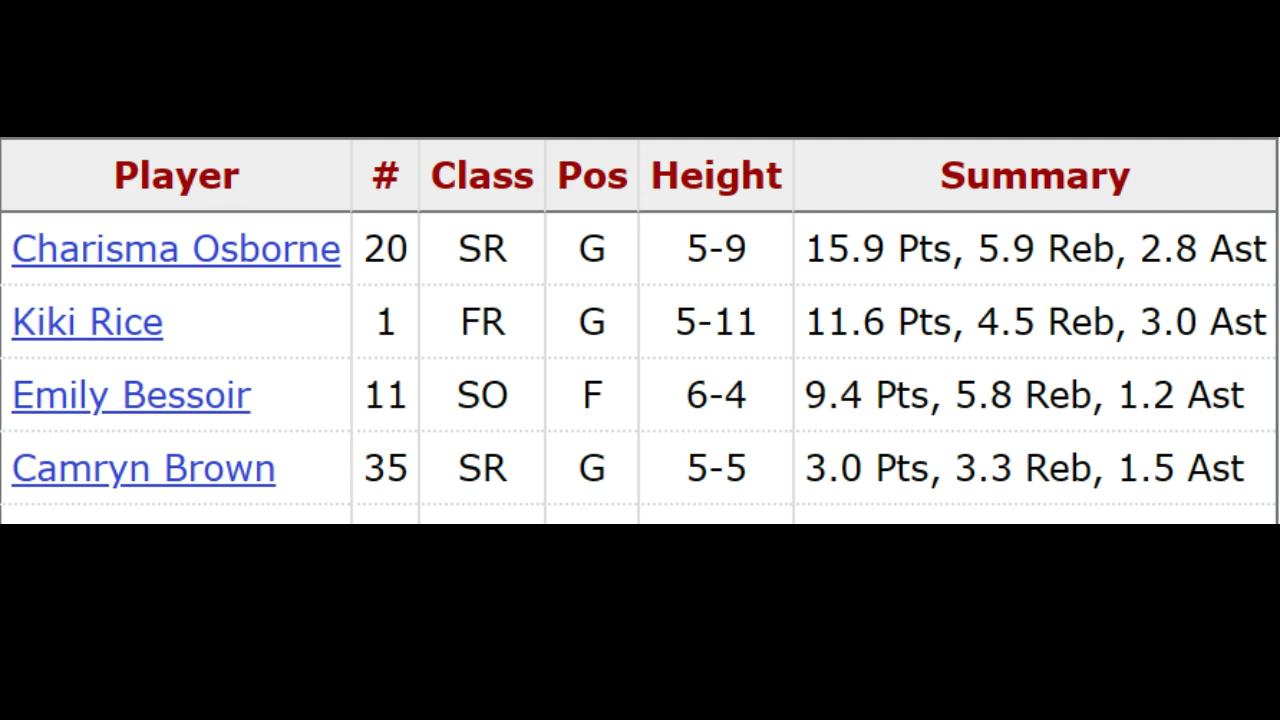 Player # Class Pos Height Summary
Charisma Osborne 20 SR G 5-9 15.9 Pts, 5.9 Reb, 2.8 Ast
Kiki Rice 1 FR G 5-11 11.6 Pts, 4.5 Reb, 3.0 Ast
Emily Bessoir 11 SO F 6-4 9.4 Pts, 5.8 Reb, 1.2 Ast
Camryn Brown 35 SR G 5-5 3.0 Pts, 3.3 Reb, 1.5 Ast